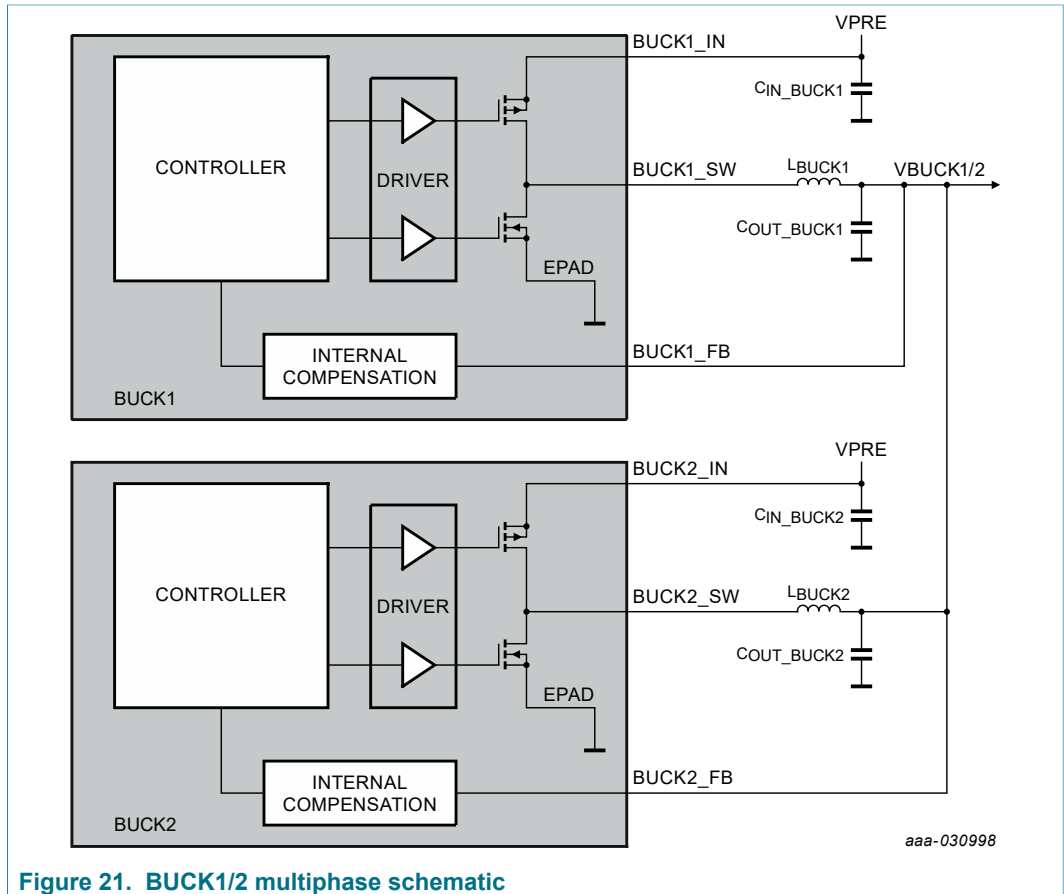 VPRE
BUCK1_IN
CIN_BUCK1
CONTROLLER
DRIVER
BUCK1_SW
LBUCK1
VBUCK1/2
COUT_BUCK1
EPAD
INTERNAL
COMPENSATION
BUCK1_FB
BUCK1
VPRE
BUCK2_IN
CIN_BUCK2
CONTROLLER
DRIVER
BUCK2_SW
LBUCK2
COUT_BUCK2
EPAD
INTERNAL
COMPENSATION
BUCK2_FB
BUCK2
aaa-030998
Figure 21. BUCK1/2 multiphase schematic